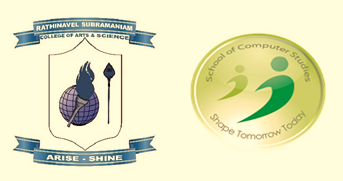 RATHINAVEL SUBRAMANIAM
COLLEGE OF ARTS & SCIENCE
ARISE - SHINE
School of Computer Studies
Shape Tomorrow Today